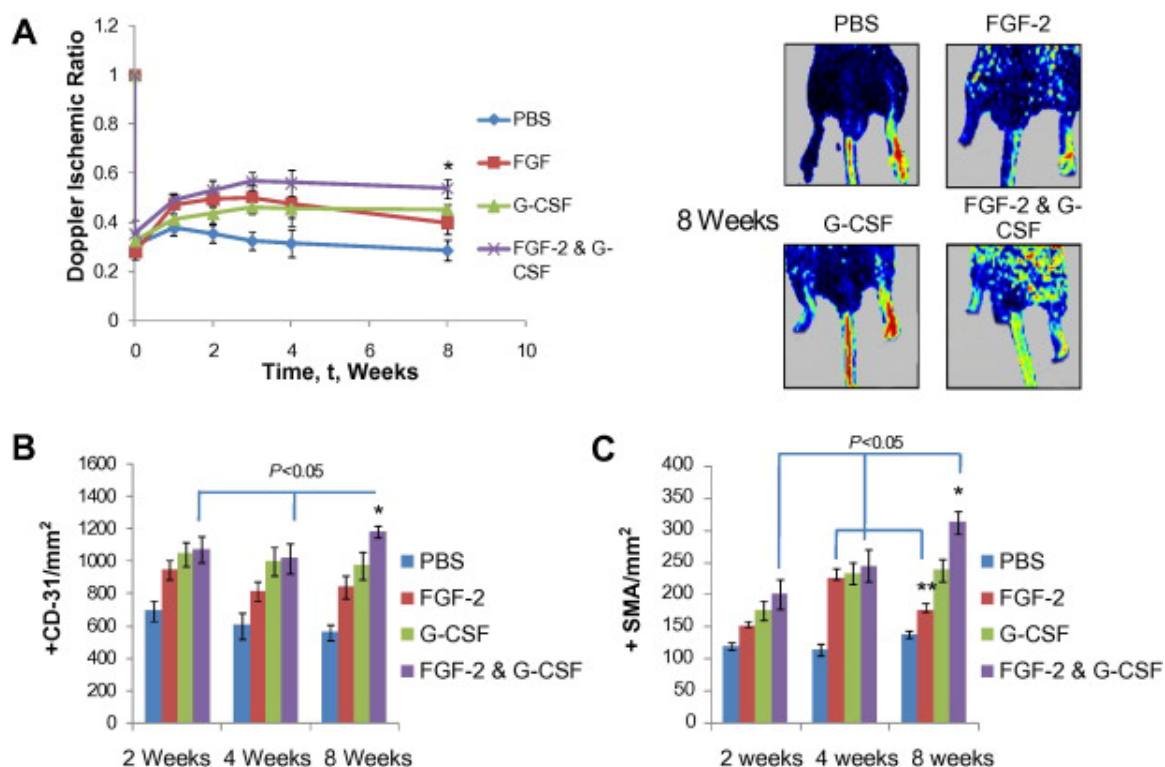 A
Doppler Ischemic Ratio
1.2
1
0.8
0.6
0.4
0.2
0
0 2 4 6 8 10
Time, t, Weeks
*
PBS
FGF
G-CSF
FGF-2 & G-
CSF
PBS FGF-2
8 Weeks
G-CSF
FGF-2 & G-
CSF
B
+CD-31/mm²
1600
1400
1200
1000
800
600
400
200
0
P<0.05
*
2 Weeks 4 Weeks 8 Weeks
PBS
FGF-2
G-CSF
FGF-2 & G-CSF
C
+ SMA/mm²
400
350
300
250
200
150
100
50
0
P<0.05
*
**
2 weeks 4 weeks 8 weeks
PBS
FGF-2
G-CSF
FGF-2 & G-CSF